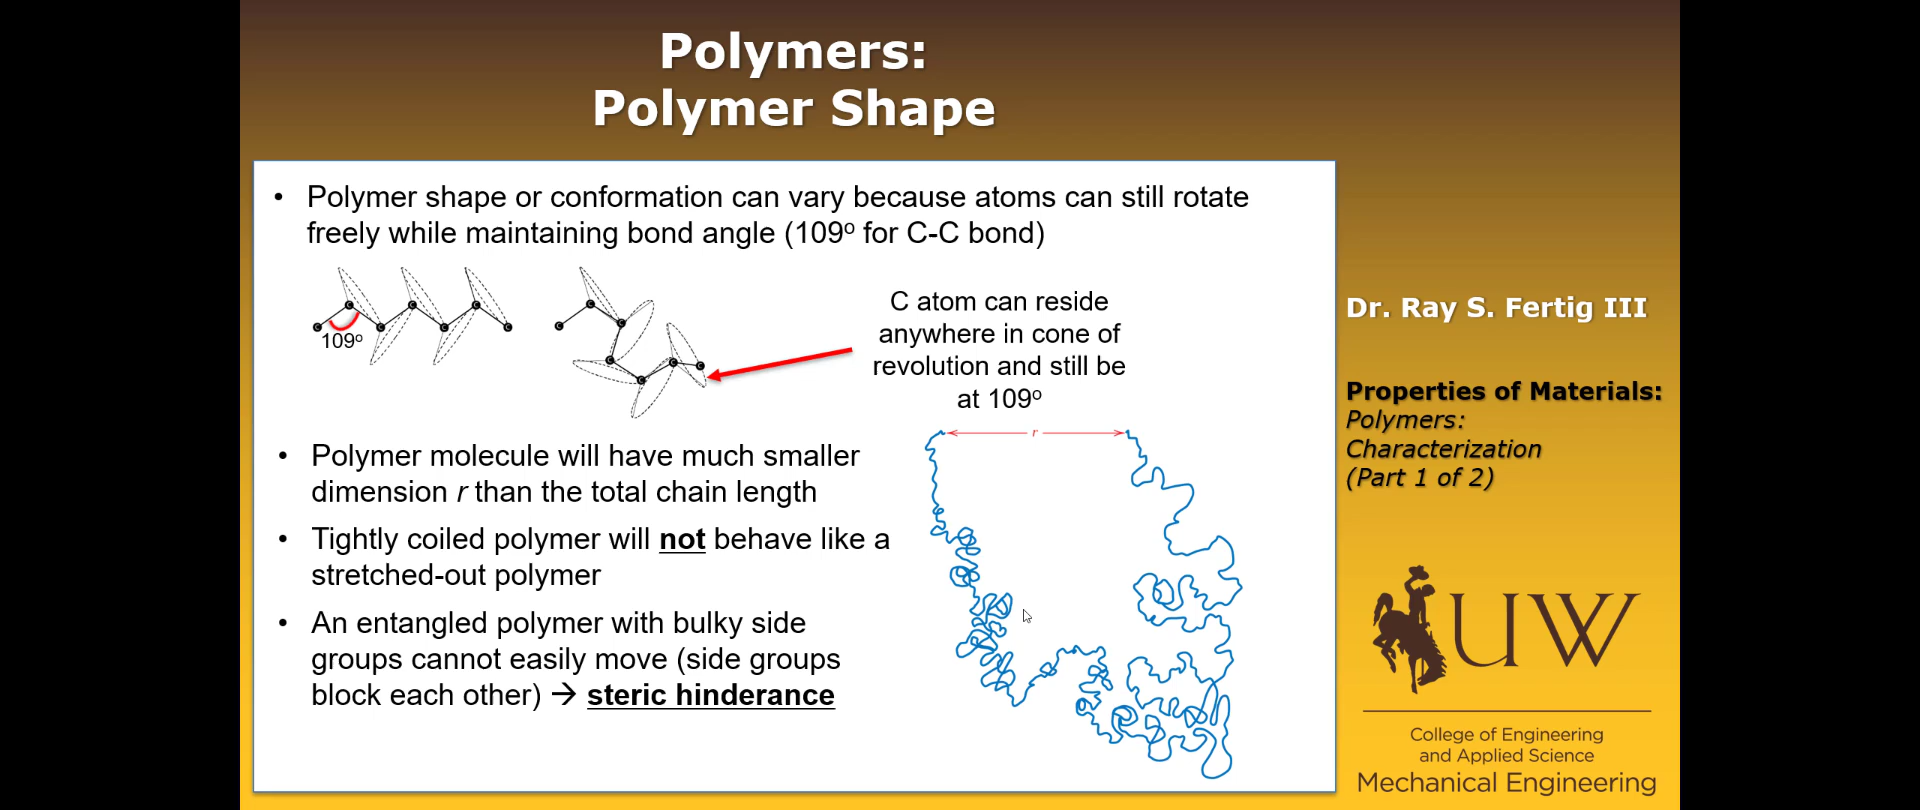 Polymers:
Polymer Shape
• Polymer shape or conformation can vary because atoms can still rotate
freely while maintaining bond angle (109º for C-C bond)
C C C C C C C
109º
C C C C C C C
C atom can reside
anywhere in cone of
revolution and still be
at 109º
r
• Polymer molecule will have much smaller
dimension r than the total chain length
• Tightly coiled polymer will not behave like a
stretched-out polymer
• An entangled polymer with bulky side
groups cannot easily move (side groups
block each other) → steric hinderance
Dr. Ray S. Fertig III
Properties of Materials:
Polymers:
Characterization
(Part 1 of 2)
UW
College of Engineering
and Applied Science
Mechanical Engineering